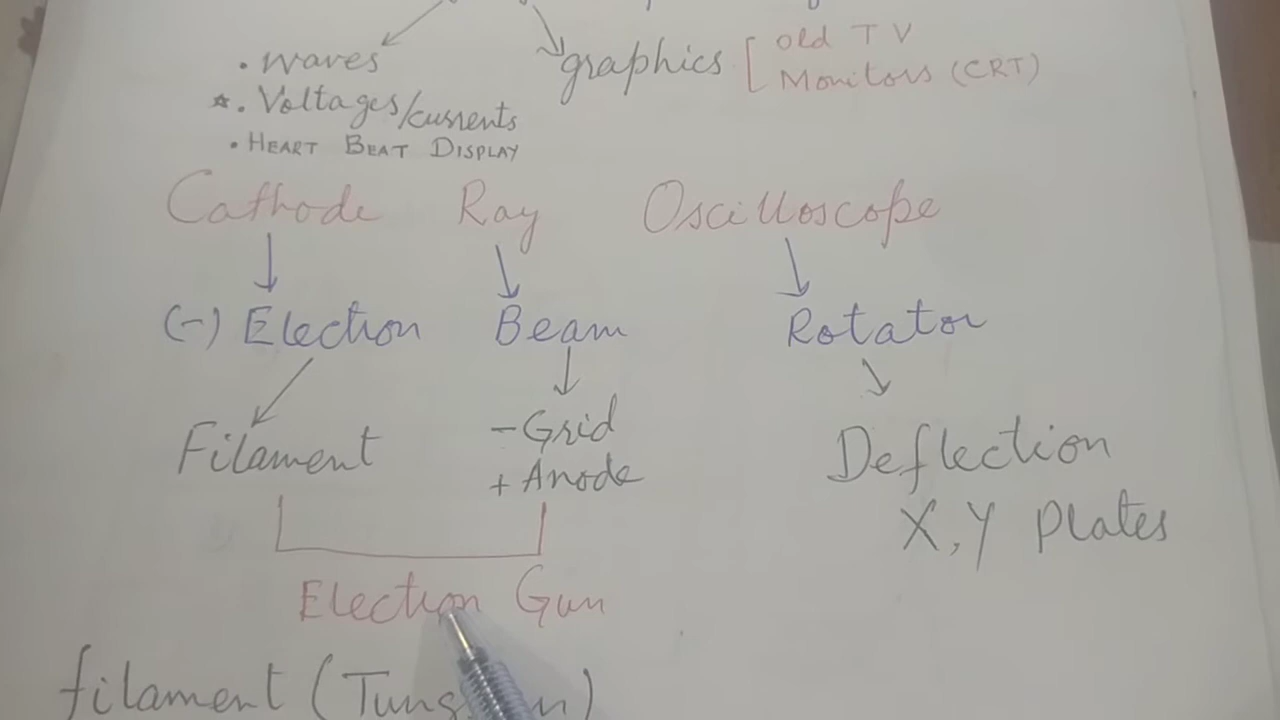 . waves
graphics [ Old TV
Monitors (CRT)
☆. Voltages/currents
. HEART BEAT DISPLAY
Cathode Ray Oscilloscope
(-) Electron Beam Rotator
Filament
- Grid
+ Anode
Deflection
X, Y Plates
Electron Gun
filament (